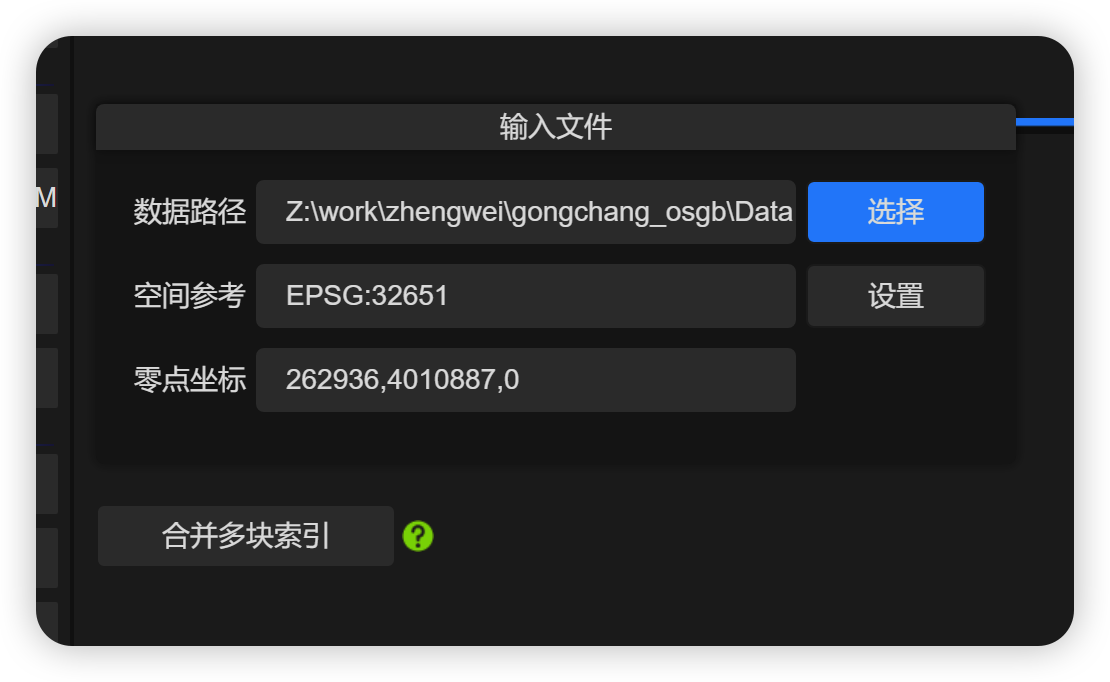 输入文件
M
数据路径 Z:\work\zhengwei\gongchang_osgb\Data 选择
空间参考 EPSG:32651 设置
零点坐标 262936,4010887,0
合并多块索引 ?